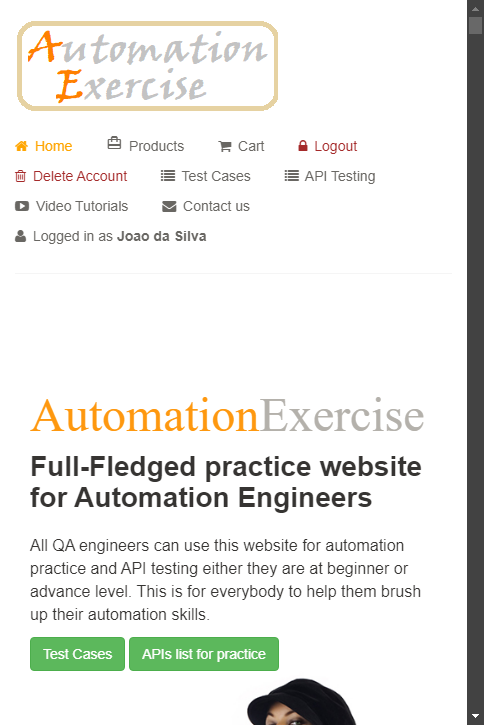 Automation
Exercise
Home Products Cart Logout
Delete Account Test Cases API Testing
Video Tutorials Contact us
Logged in as Joao da Silva
AutomationExercise
Full-Fledged practice website
for Automation Engineers
All QA engineers can use this website for automation
practice and API testing either they are at beginner or
advance level. This is for everybody to help them brush
up their automation skills.
Test Cases APIs list for practice